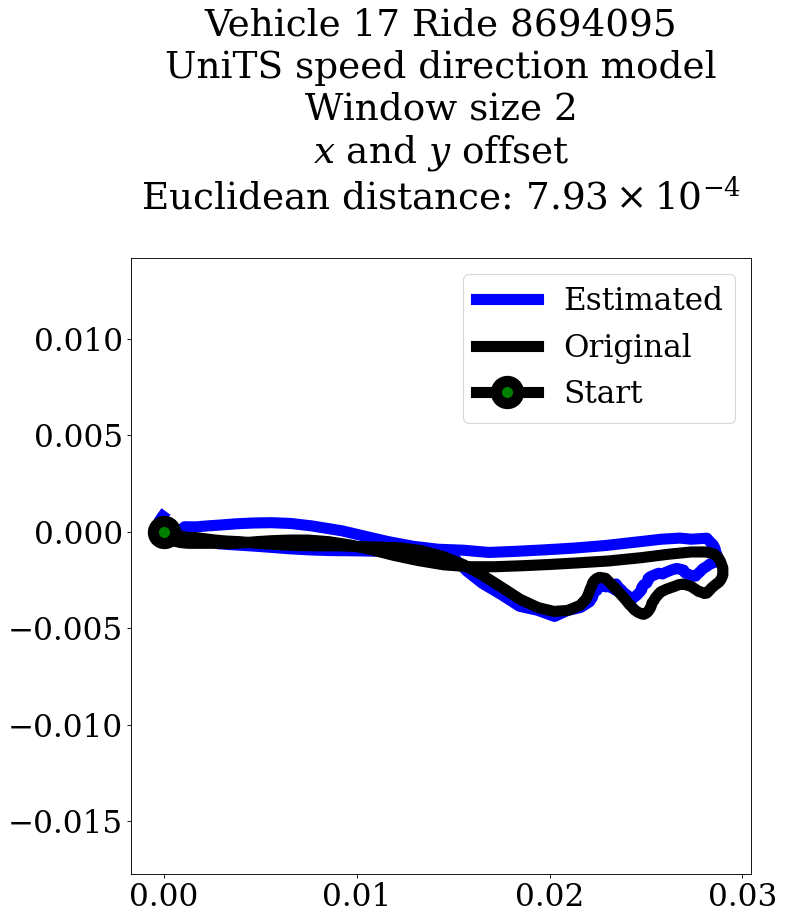 Vehicle 17 Ride 8694095
UniTS speed direction model
Window size 2
x and y offset
Euclidean distance: 7.93 × 10⁻⁴
Estimated
Original
Start
0.010
0.005
0.000
−0.005
−0.010
−0.015
0.00 0.01 0.02 0.03